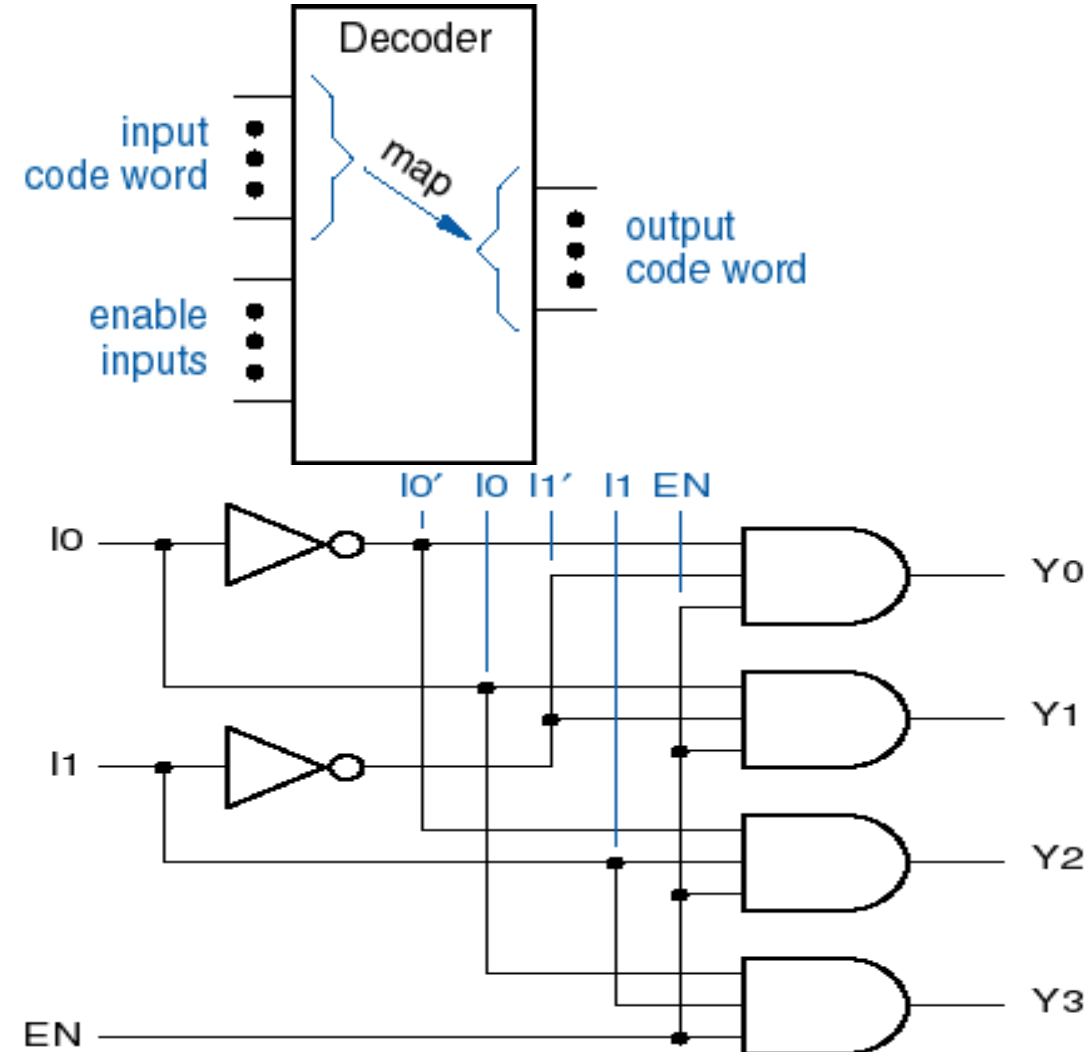 Decoder
input
code word
map
output
code word
enable
inputs
I0′ I0 I1′ I1 EN
I0
Y0
Y1
I1
Y2
Y3
EN